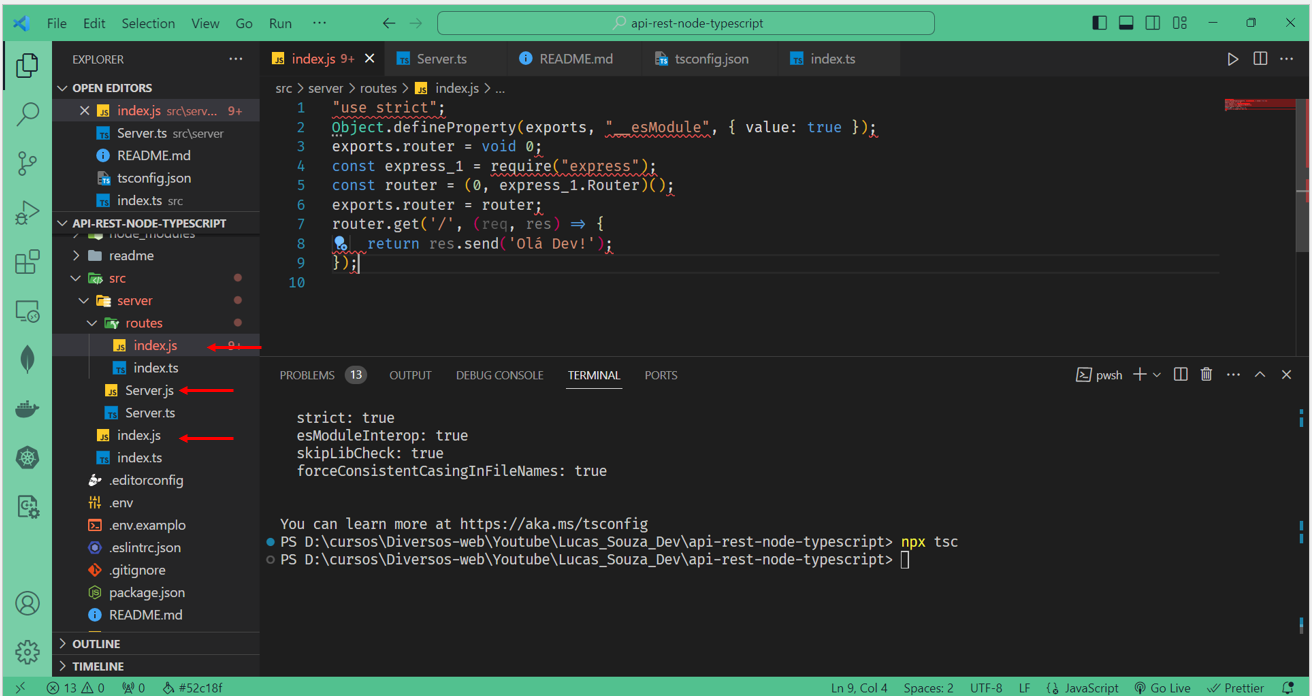 File Edit Selection View Go Run ··· api-rest-node-typescript
EXPLORER ···
OPEN EDITORS
index.js src\serv... 9+
Server.ts src\server
README.md
tsconfig.json
index.ts src
API-REST-NODE-TYPESCRIPT
node_modules
readme
src
server
routes
index.js 9+
index.ts
Server.js
Server.ts
index.js
index.ts
.editorconfig
.env
.env.examplo
.eslintrc.json
.gitignore
package.json
README.md
OUTLINE
TIMELINE
index.js 9+ Server.ts README.md tsconfig.json index.ts
src > server > routes > index.js > ...
1 "use strict";
2 Object.defineProperty(exports, "__esModule", { value: true });
3 exports.router = void 0;
4 const express_1 = require("express");
5 const router = (0, express_1.Router)();
6 exports.router = router;
7 router.get('/', (req, res) => {
8 return res.send('Olá Dev!');
9 });
10
PROBLEMS 13 OUTPUT DEBUG CONSOLE TERMINAL PORTS pwsh
strict: true
esModuleInterop: true
skipLibCheck: true
forceConsistentCasingInFileNames: true
You can learn more at https://aka.ms/tsconfig
PS D:\cursos\Diversos-web\Youtube\Lucas_Souza_Dev\api-rest-node-typescript> npx tsc
PS D:\cursos\Diversos-web\Youtube\Lucas_Souza_Dev\api-rest-node-typescript>
13 0 0 #52c18f Ln 9, Col 4 Spaces: 2 UTF-8 LF {} JavaScript Go Live Prettier